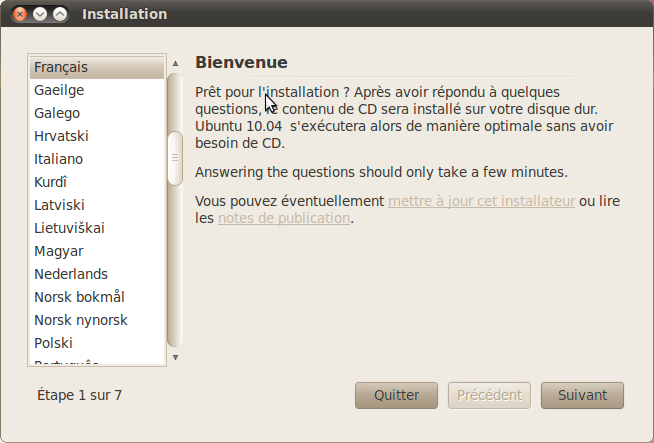 Installation
Français
Gaeilge
Galego
Hrvatski
Italiano
Kurdî
Latviski
Lietuviškai
Magyar
Nederlands
Norsk bokmål
Norsk nynorsk
Polski
Português
Bienvenue
Prêt pour l'installation ? Après avoir répondu à quelques
questions, le contenu de CD sera installé sur votre disque dur.
Ubuntu 10.04 s'exécutera alors de manière optimale sans avoir
besoin de CD.
Answering the questions should only take a few minutes.
Vous pouvez éventuellement mettre à jour cet installateur ou lire
les notes de publication.
Étape 1 sur 7
Quitter
Précédent
Suivant